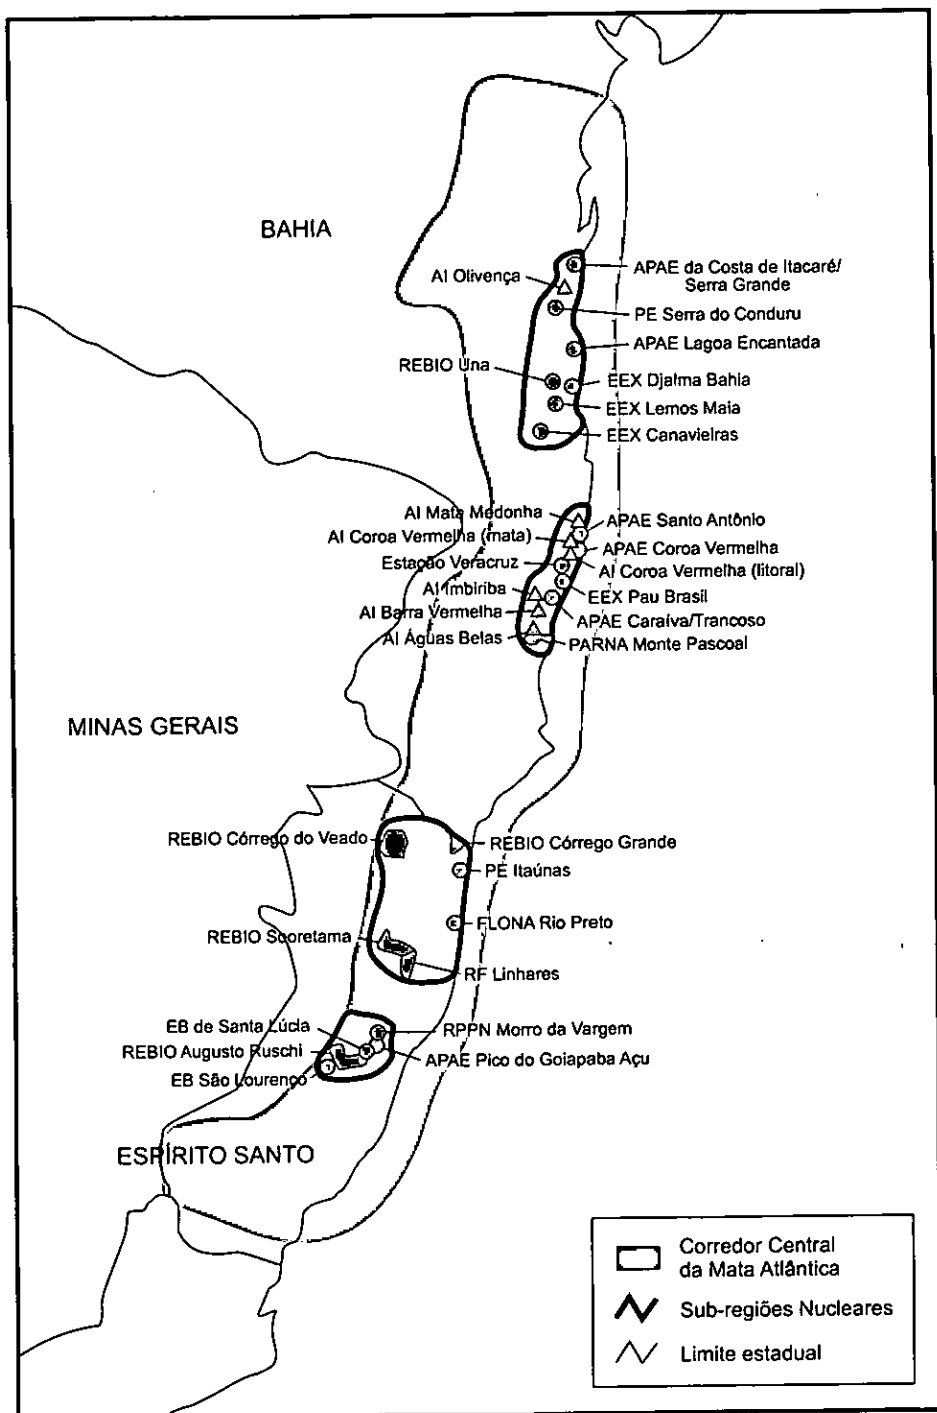 BAHIA
AI Olivença
APAE da Costa de Itacaré/
Serra Grande
PE Serra do Conduru
APAE Lagoa Encantada
REBIO Una
EEX Djalma Bahia
EEX Lemos Maia
EEX Canavielras
AI Mata Medonha
APAE Santo Antônio
AI Coroa Vermelha (mata)
APAE Coroa Vermelha
Estação Veracruz
AI Coroa Vermelha (litoral)
AI Imbiriba
EEX Pau Brasil
AI Barra Vermelha
APAE Caraíva/Trancoso
AI Águas Belas
PARNA Monte Pascoal
MINAS GERAIS
REBIO Córrego do Veado
REBIO Córrego Grande
PE Itaúnas
FLONA Rio Preto
REBIO Sooretama
RF Linhares
EB de Santa Lúcia
RPPN Morro da Vargem
REBIO Augusto Ruschi
APAE Pico do Goiapaba Açu
EB São Lourenço
ESPÍRITO SANTO
Corredor Central
da Mata Atlântica
Sub-regiões Nucleares
Limite estadual